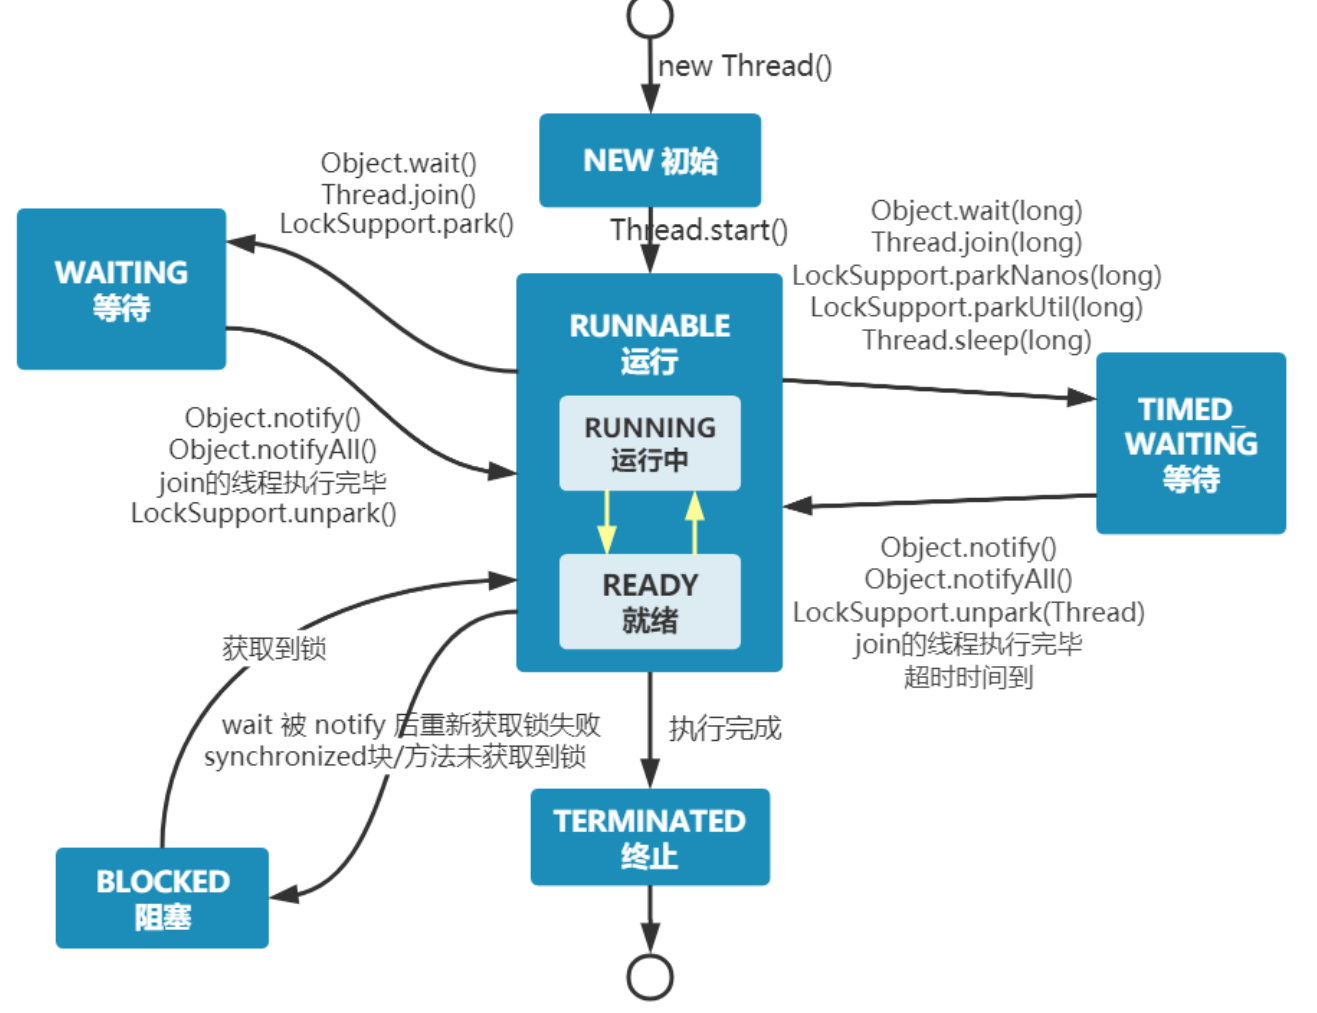 new Thread()
NEW 初始
Thread.start()
Object.wait()
Thread.join()
LockSupport.park()
WAITING
等待
Object.notify()
Object.notifyAll()
join的线程执行完毕
LockSupport.unpark()
RUNNABLE
运行
RUNNING
运行中
READY
就绪
Object.wait(long)
Thread.join(long)
LockSupport.parkNanos(long)
LockSupport.parkUtil(long)
Thread.sleep(long)
TIMED_
WAITING
等待
Object.notify()
Object.notifyAll()
LockSupport.unpark(Thread)
join的线程执行完毕
超时时间到
获取到锁
wait 被 notify 后重新获取锁失败
synchronized块/方法未获取到锁
执行完成
BLOCKED
阻塞
TERMINATED
终止